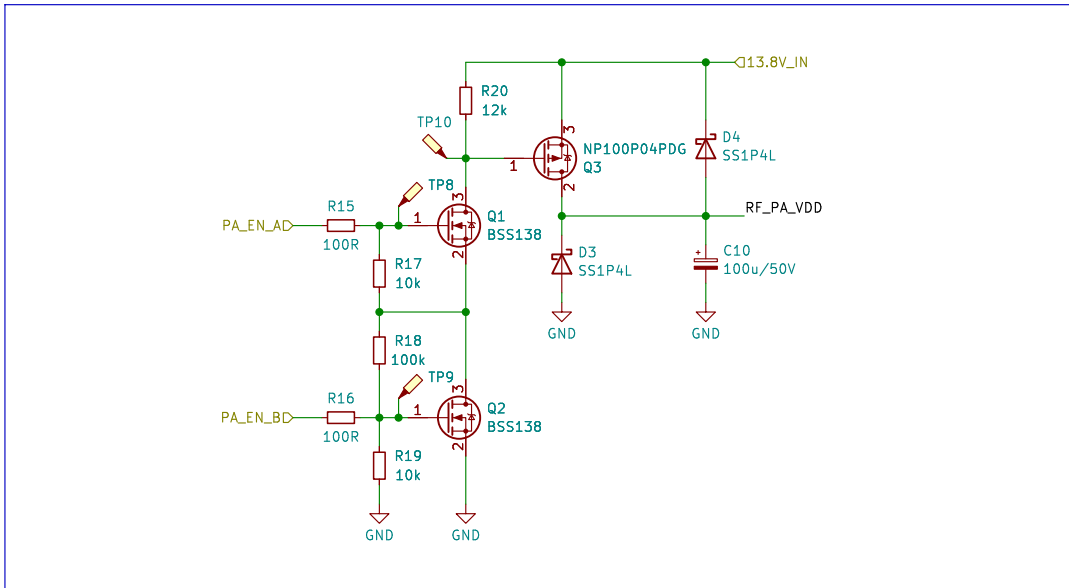 13.8V_IN
R20
12k
TP10
3
NP100P04PDG
Q3
1
2
D4
SS1P4L
TP8
3
Q1
BSS138
1
2
R15
PA_EN_A
100R
RF_PA_VDD
D3
SS1P4L
C10
+
100u/50V
R17
10k
GND
GND
R18
100k
TP9
3
Q2
BSS138
1
2
R16
PA_EN_B
100R
R19
10k
GND
GND